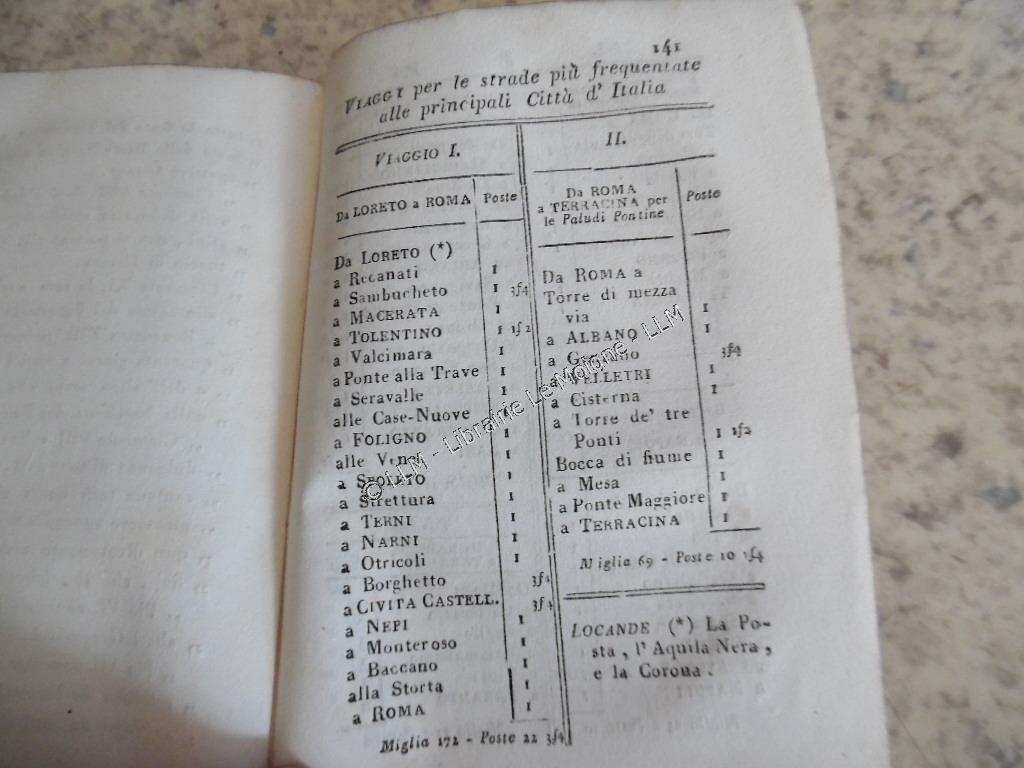 141
VIAGGI per le strade più frequentate
alle principali Città d' Italia
VIAGGIO I.
Da LORETO a ROMA Poste
Da LORETO (*)
a Recanati 1
a Sambucheto 1 3/4
a MACERATA 1
a TOLENTINO 1 1/2
a Valcimara 1
a Ponte alla Trave 1
a Seravalle 1
alle Case-Nuove 1
a FOLIGNO 1
alle Vene 1
a SPOLETO 1
a Strettura 1
a TERNI 1
a NARNI 1
a Otricoli 1
a Borghetto 3/4
a CIVITA CASTELL. 3/4
a NEPI 1
a Monteroso 1
a Baccano 1
alla Storta 1
a ROMA 1
Miglia 172 - Poste 22 3/4
II.
Da ROMA
a TERRACINA per
le Paludi Pontine
Poste
Da ROMA a
Torre di mezza
via 1
a ALBANO 1
a 3/4
a VELLETRI 1
a Cisterna 1
a Torre de' tre
Ponti 1 1/2
Bocca di fiume 1
a Mesa 1
a Ponte Maggiore 1
a TERRACINA 1
Miglia 69 - Poste 10 1/4
LOCANDE (*) La Po-
sta, l' Aquila Nera,
e la Corona.
© LLM - Librairie Le Moigne, LLM